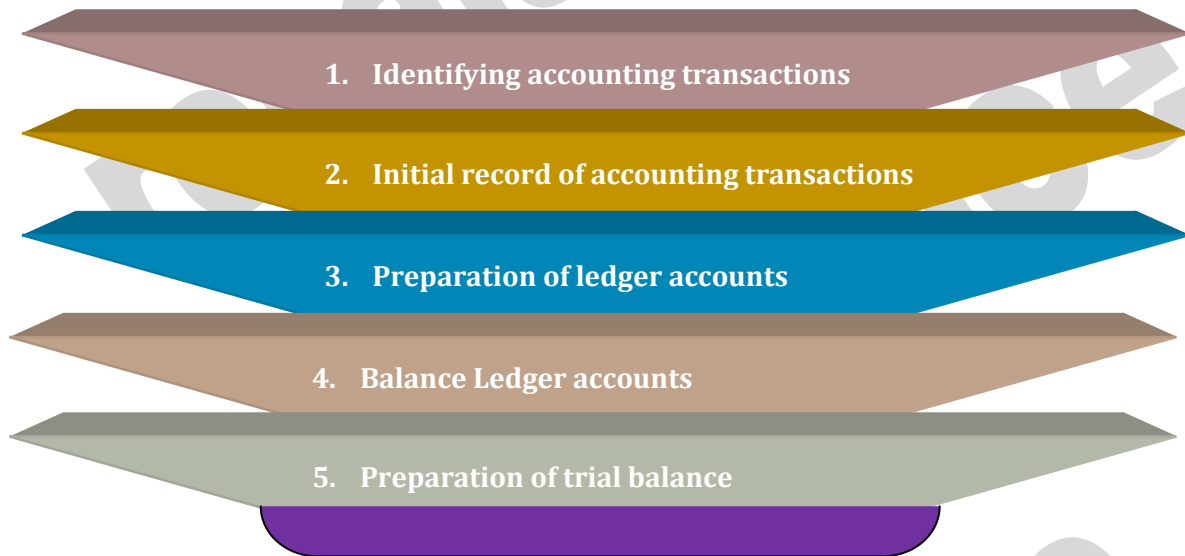 1. Identifying accounting transactions
2. Initial record of accounting transactions
3. Preparation of ledger accounts
4. Balance Ledger accounts
5. Preparation of trial balance